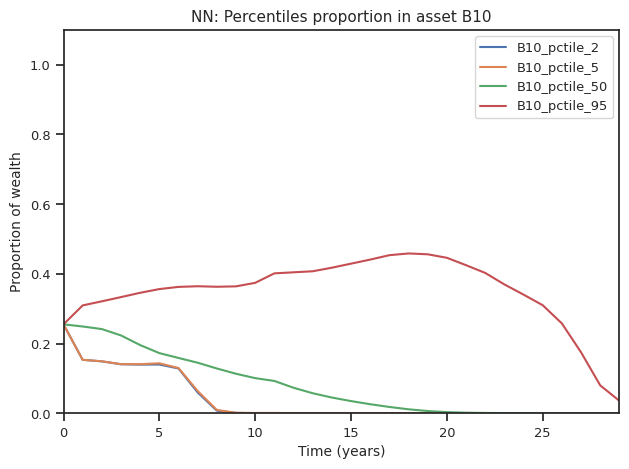 NN: Percentiles proportion in asset B10
B10_pctile_2
B10_pctile_5
B10_pctile_50
B10_pctile_95
Proportion of wealth
1.0
0.8
0.6
0.4
0.2
0.0
0 5 10 15 20 25
Time (years)